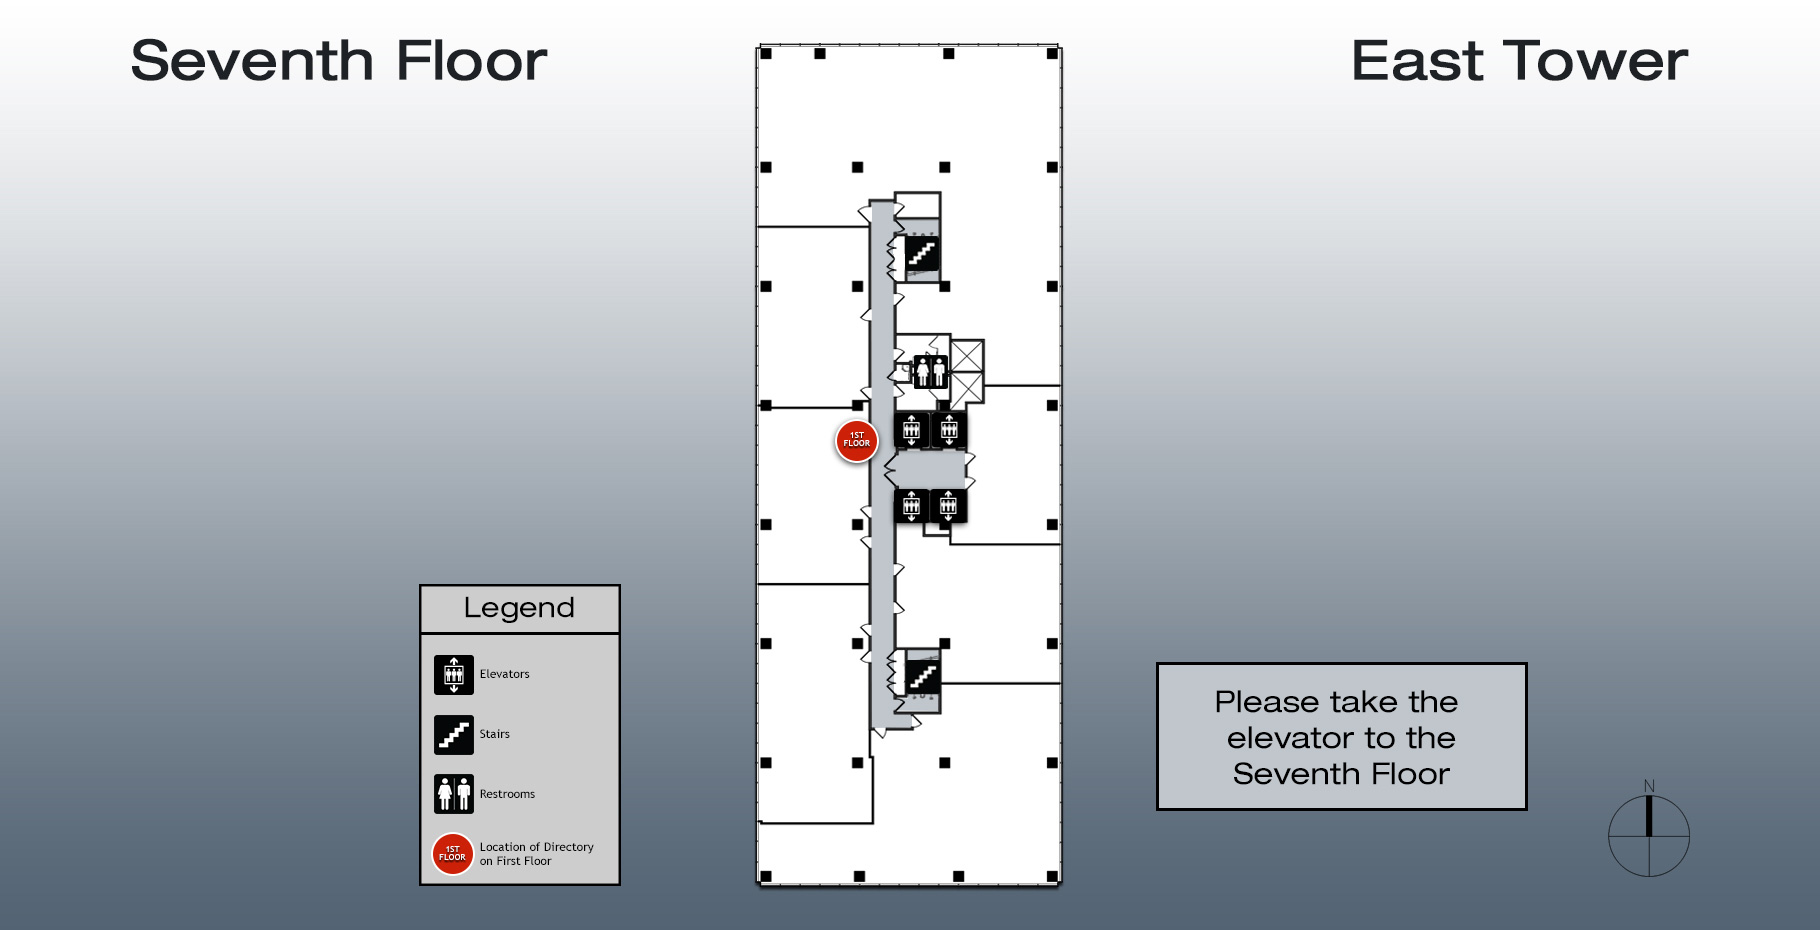 Seventh Floor
East Tower
1ST
FLOOR
Legend
Elevators
Stairs
Restrooms
1ST
FLOOR
Location of Directory
on First Floor
Please take the
elevator to the
Seventh Floor
N